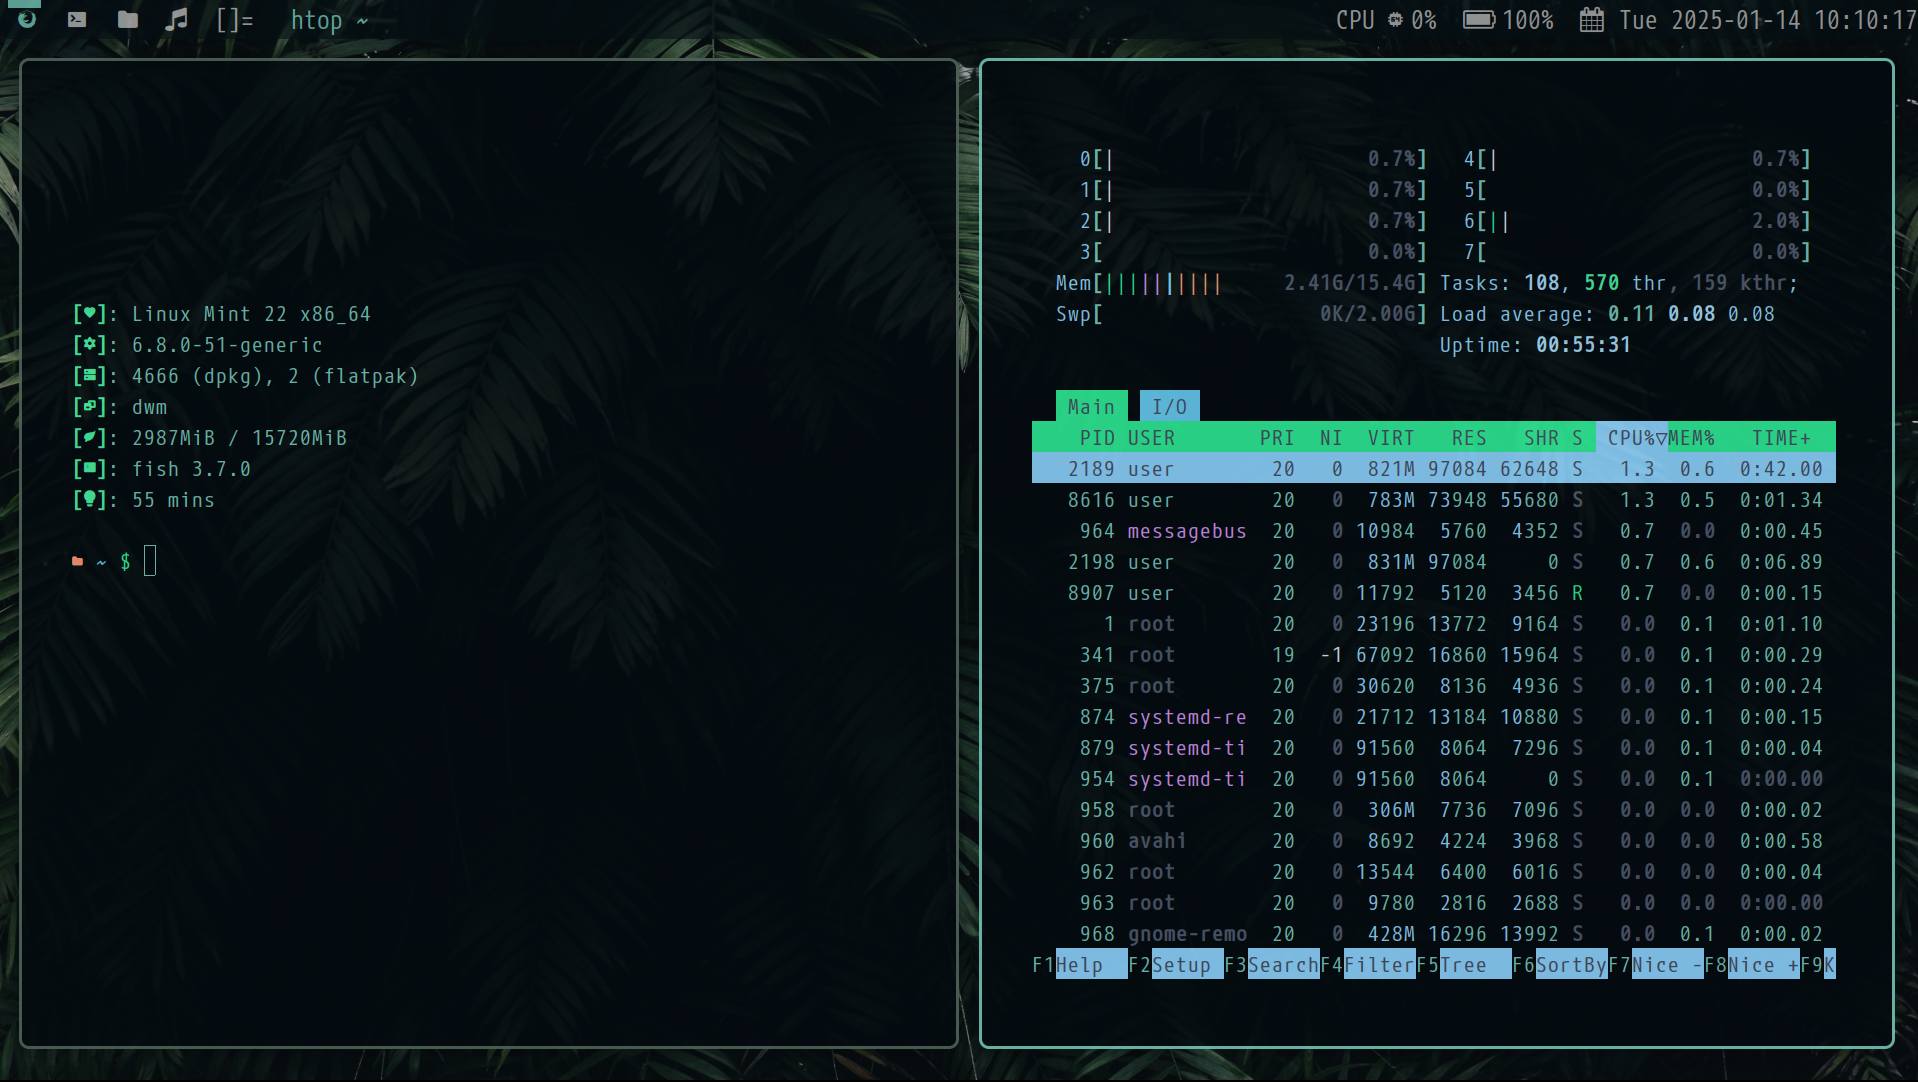 []= htop ~ CPU 0% 100% Tue 2025-01-14 10:10:17
[]: Linux Mint 22 x86_64
[]: 6.8.0-51-generic
[]: 4666 (dpkg), 2 (flatpak)
[]: dwm
[]: 2987MiB / 15720MiB
[]: fish 3.7.0
[]: 55 mins
~ $
0[| 0.7%] 4[| 0.7%]
1[| 0.7%] 5[ 0.0%]
2[| 0.7%] 6[|| 2.0%]
3[ 0.0%] 7[ 0.0%]
Mem[|||||||||| 2.41G/15.4G] Tasks: 108, 570 thr, 159 kthr;
Swp[ 0K/2.00G] Load average: 0.11 0.08 0.08
Uptime: 00:55:31
Main I/O
PID USER PRI NI VIRT RES SHR S CPU%▽MEM% TIME+
2189 user 20 0 821M 97084 62648 S 1.3 0.6 0:42.00
8616 user 20 0 783M 73948 55680 S 1.3 0.5 0:01.34
964 messagebus 20 0 10984 5760 4352 S 0.7 0.0 0:00.45
2198 user 20 0 831M 97084 0 S 0.7 0.6 0:06.89
8907 user 20 0 11792 5120 3456 R 0.7 0.0 0:00.15
1 root 20 0 23196 13772 9164 S 0.0 0.1 0:01.10
341 root 19 -1 67092 16860 15964 S 0.0 0.1 0:00.29
375 root 20 0 30620 8136 4936 S 0.0 0.1 0:00.24
874 systemd-re 20 0 21712 13184 10880 S 0.0 0.1 0:00.15
879 systemd-ti 20 0 91560 8064 7296 S 0.0 0.1 0:00.04
954 systemd-ti 20 0 91560 8064 0 S 0.0 0.1 0:00.00
958 root 20 0 306M 7736 7096 S 0.0 0.0 0:00.02
960 avahi 20 0 8692 4224 3968 S 0.0 0.0 0:00.58
962 root 20 0 13544 6400 6016 S 0.0 0.0 0:00.04
963 root 20 0 9780 2816 2688 S 0.0 0.0 0:00.00
968 gnome-remo 20 0 428M 16296 13992 S 0.0 0.1 0:00.02
F1Help F2Setup F3SearchF4FilterF5Tree F6SortByF7Nice -F8Nice +F9K